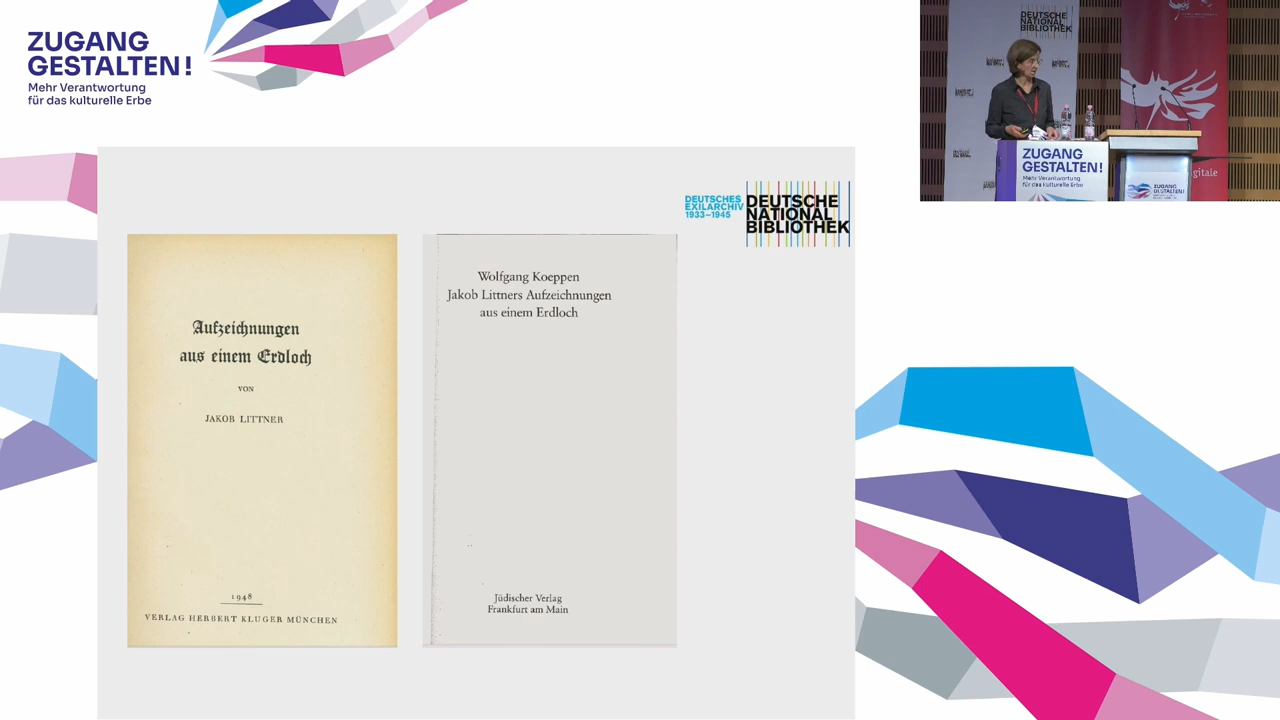 ZUGANG
GESTALTEN!
Mehr Verantwortung
für das kulturelle Erbe
DEUTSCHES
EXILARCHIV
1933–1945
DEUTSCHE
NATIONAL
BIBLIOTHEK
Aufzeichnungen
aus einem Erdloch
VON
JAKOB LITTNER
1948
VERLAG HERBERT KLUGER MÜNCHEN
Wolfgang Koeppen
Jakob Littners Aufzeichnungen
aus einem Erdloch
Jüdischer Verlag
Frankfurt am Main
DEUTSCHE
NATIONAL
BIBLIOTHEK
ZUGANG
GESTALTEN!
Mehr Verantwortung
für das kulturelle Erbe
ZUGANG
GESTALTEN!